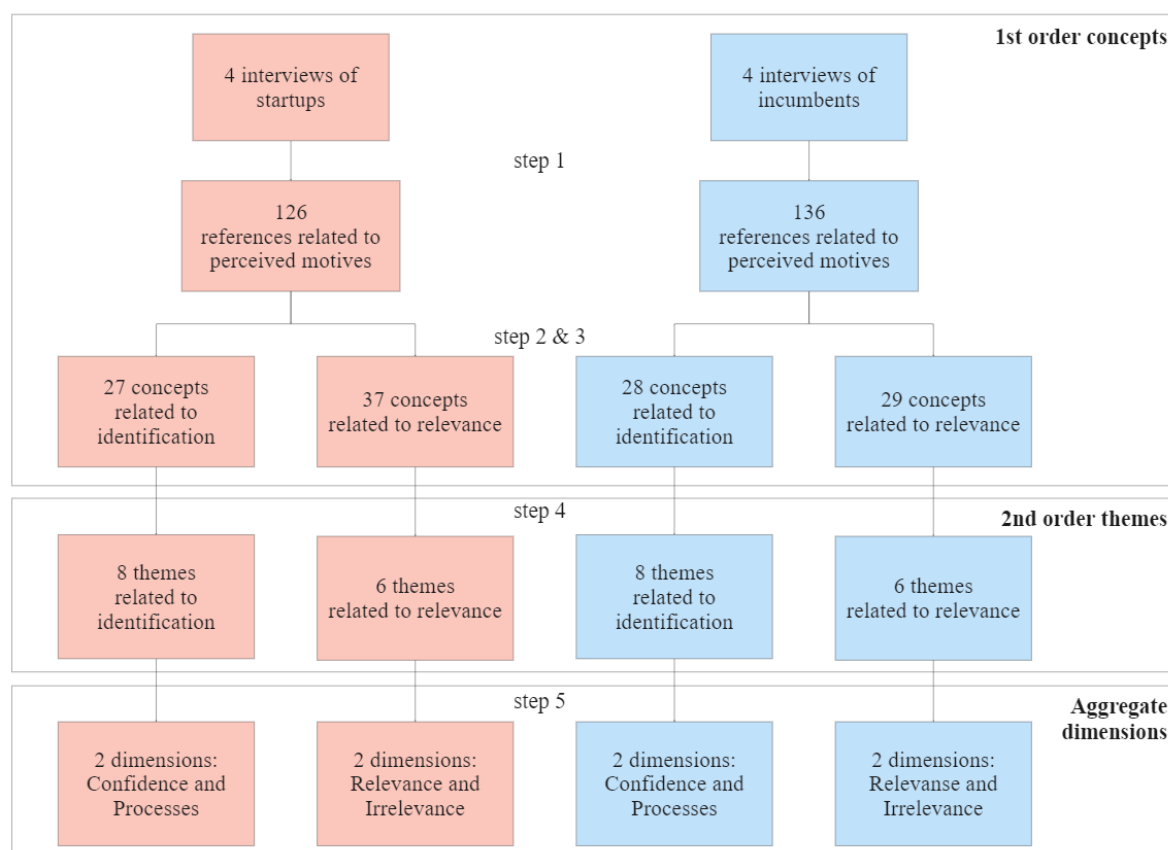 1st order concepts
4 interviews of
startups
4 interviews of
incumbents
step 1
126
references related to
perceived motives
136
references related to
perceived motives
step 2 & 3
27 concepts
related to
identification
37 concepts
related to relevance
28 concepts
related to
identification
29 concepts
related to relevance
step 4
2nd order themes
8 themes
related to
identification
6 themes
related to relevance
8 themes
related to
identification
6 themes
related to relevance
step 5
Aggregate
dimensions
2 dimensions:
Confidence and
Processes
2 dimensions:
Relevance and
Irrelevance
2 dimensions:
Confidence and
Processes
2 dimensions:
Relevanse and
Irrelevance